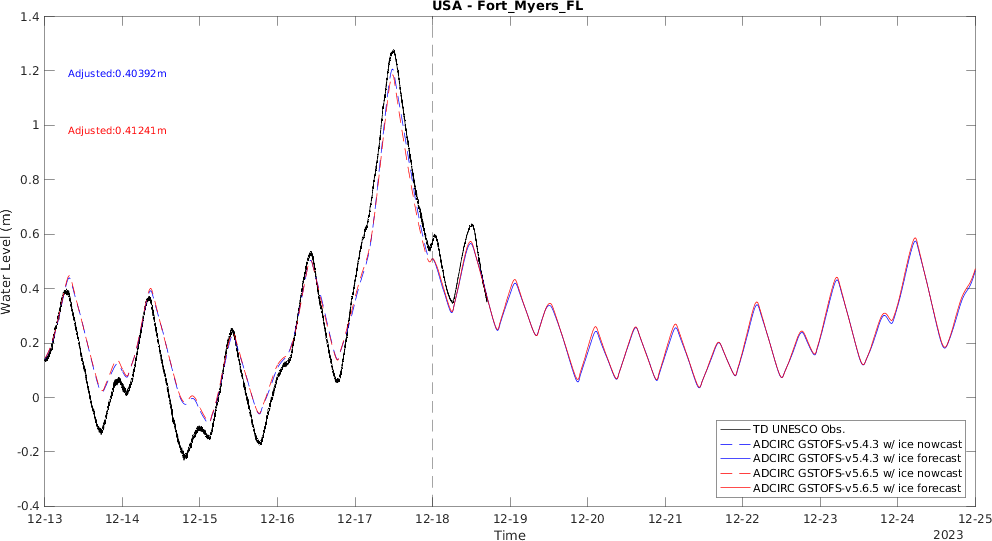 USA - Fort_Myers_FL
1.4
1.2
1
0.8
0.6
0.4
0.2
0
-0.2
-0.4
Water Level (m)
Adjusted:0.40392m
Adjusted:0.41241m
TD UNESCO Obs.
ADCIRC GSTOFS-v5.4.3 w/ ice nowcast
ADCIRC GSTOFS-v5.4.3 w/ ice forecast
ADCIRC GSTOFS-v5.6.5 w/ ice nowcast
ADCIRC GSTOFS-v5.6.5 w/ ice forecast
12-13 12-14 12-15 12-16 12-17 12-18 12-19 12-20 12-21 12-22 12-23 12-24 12-25
Time
2023